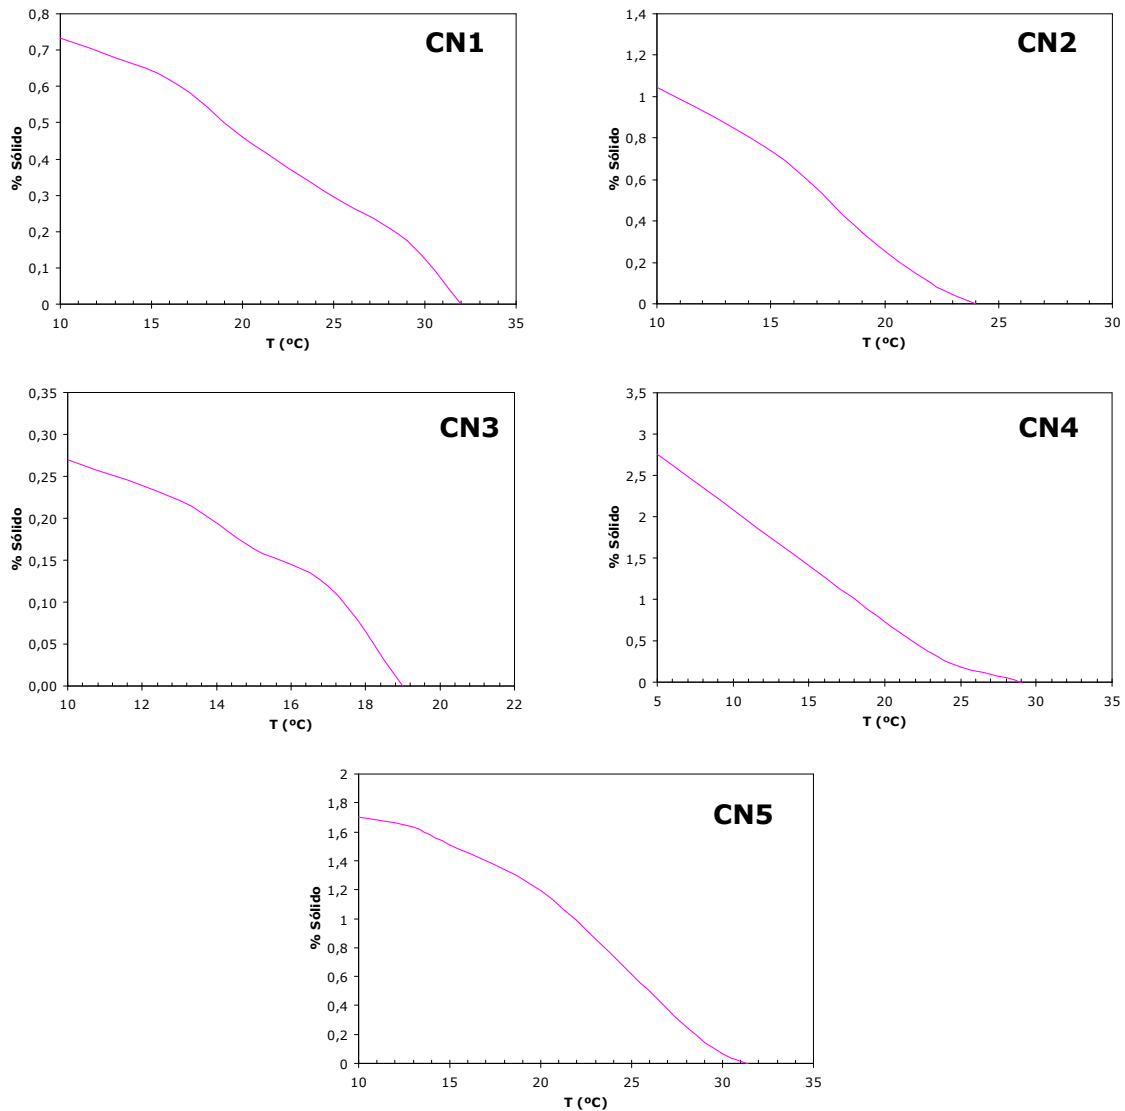 CN1
% Sólido
0,8
0,7
0,6
0,5
0,4
0,3
0,2
0,1
0
10 15 20 25 30 35
T (ºC)
CN2
% Sólido
1,4
1,2
1
0,8
0,6
0,4
0,2
0
10 15 20 25 30
T (ºC)
CN3
% Sólido
0,35
0,30
0,25
0,20
0,15
0,10
0,05
0,00
10 12 14 16 18 20 22
T (ºC)
CN4
% Sólido
3,5
3
2,5
2
1,5
1
0,5
0
5 10 15 20 25 30 35
T (ºC)
CN5
% Sólido
2
1,8
1,6
1,4
1,2
1
0,8
0,6
0,4
0,2
0
10 15 20 25 30 35
T (ºC)